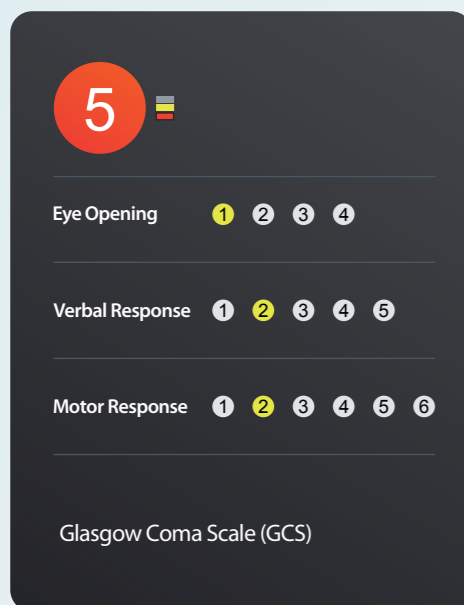 5
Eye Opening 1 2 3 4
Verbal Response 1 2 3 4 5
Motor Response 1 2 3 4 5 6
Glasgow Coma Scale (GCS)